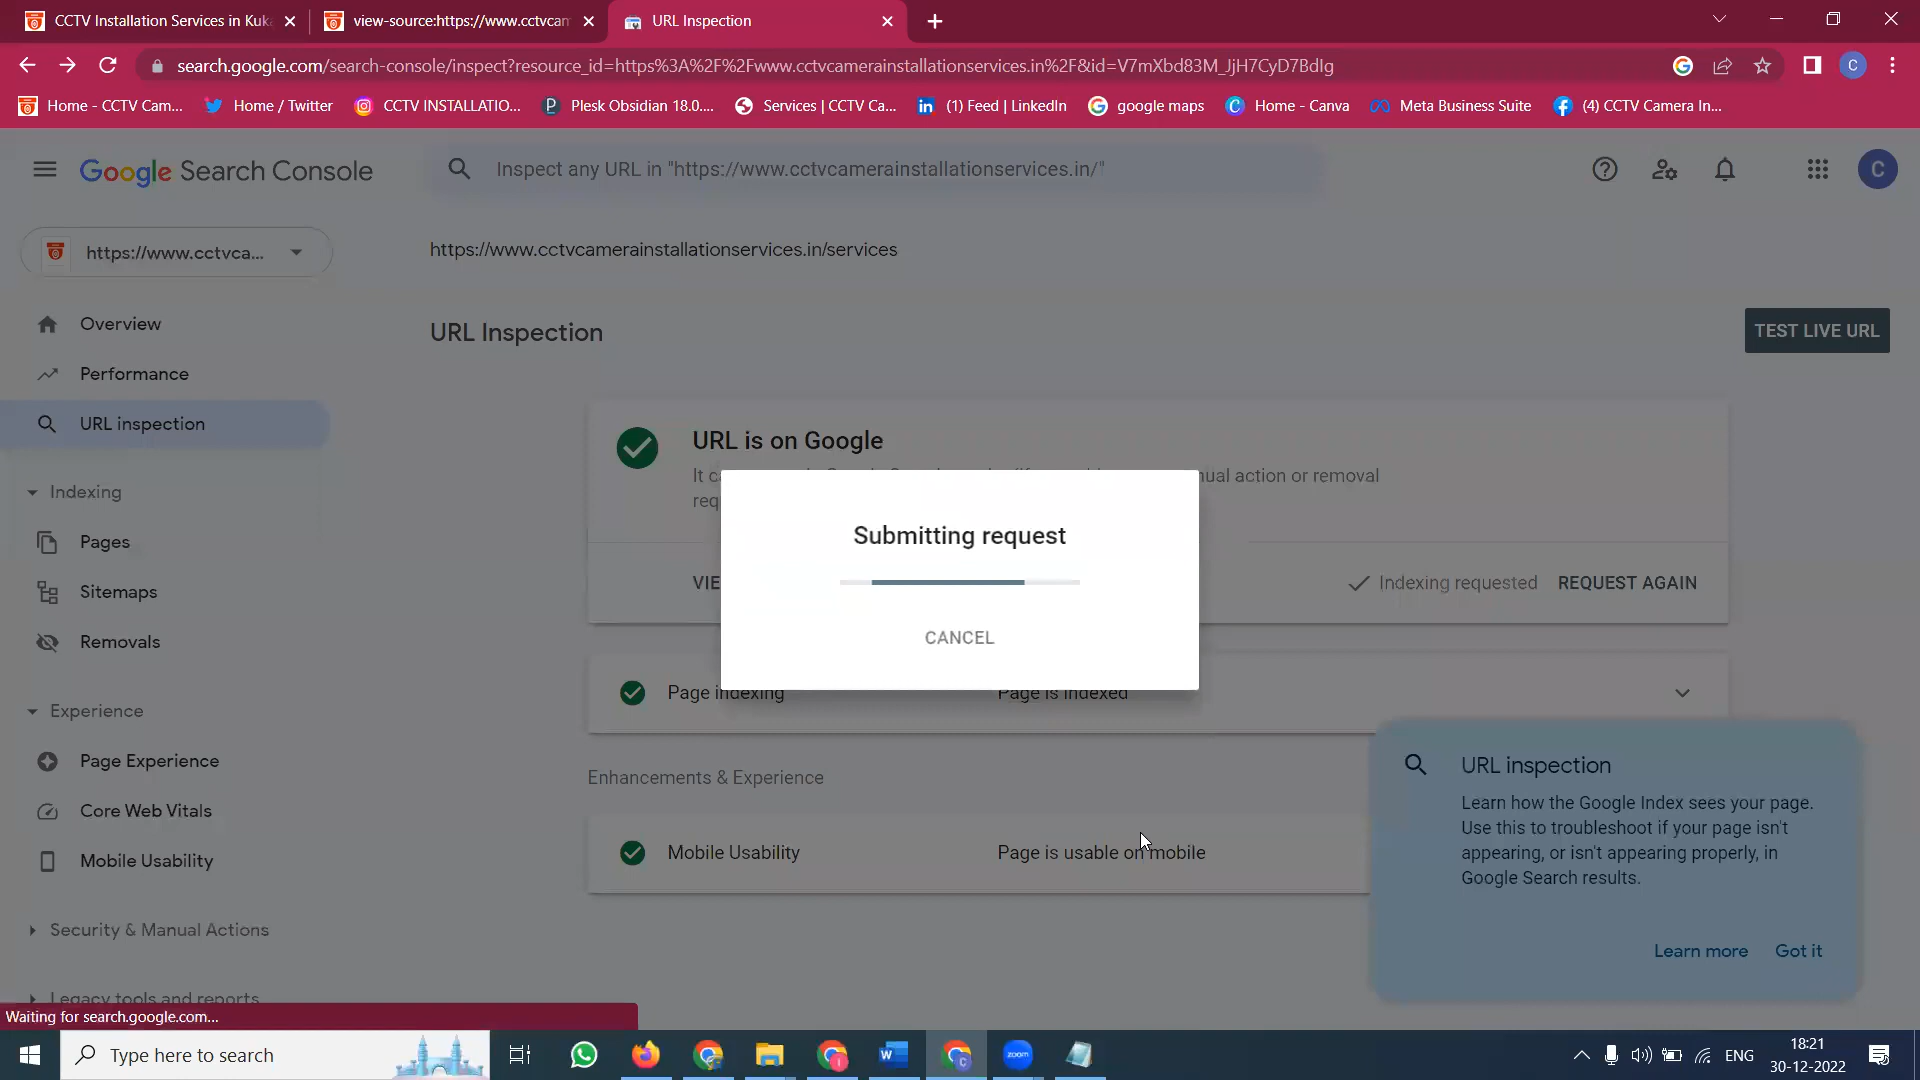 CCTV Installation Services in Kuka
view-source:https://www.cctvcam
URL Inspection
search.google.com/search-console/inspect?resource_id=https%3A%2F%2Fwww.cctvcamerainstallationservices.in%2F&id=V7mXbd83M_JjH7CyD7BdIg
C
Home - CCTV Cam...
Home / Twitter
CCTV INSTALLATIO...
Plesk Obsidian 18.0....
Services | CCTV Ca...
(1) Feed | LinkedIn
google maps
Home - Canva
Meta Business Suite
(4) CCTV Camera In...
Google Search Console
Inspect any URL in "https://www.cctvcamerainstallationservices.in/"
C
https://www.cctvca...
https://www.cctvcamerainstallationservices.in/services
Overview
Performance
URL inspection
Indexing
Pages
Sitemaps
Removals
Experience
Page Experience
Core Web Vitals
Mobile Usability
Security & Manual Actions
Legacy tools and reports
URL Inspection
TEST LIVE URL
URL is on Google
It nual action or removal
req
VIE
Indexing requested
REQUEST AGAIN
Submitting request
CANCEL
Page indexing
Page is indexed
Enhancements & Experience
Mobile Usability
Page is usable on mobile
URL inspection
Learn how the Google Index sees your page.
Use this to troubleshoot if your page isn't
appearing, or isn't appearing properly, in
Google Search results.
Learn more
Got it
Waiting for search.google.com...
Type here to search
zoom
ENG
18:21
30-12-2022